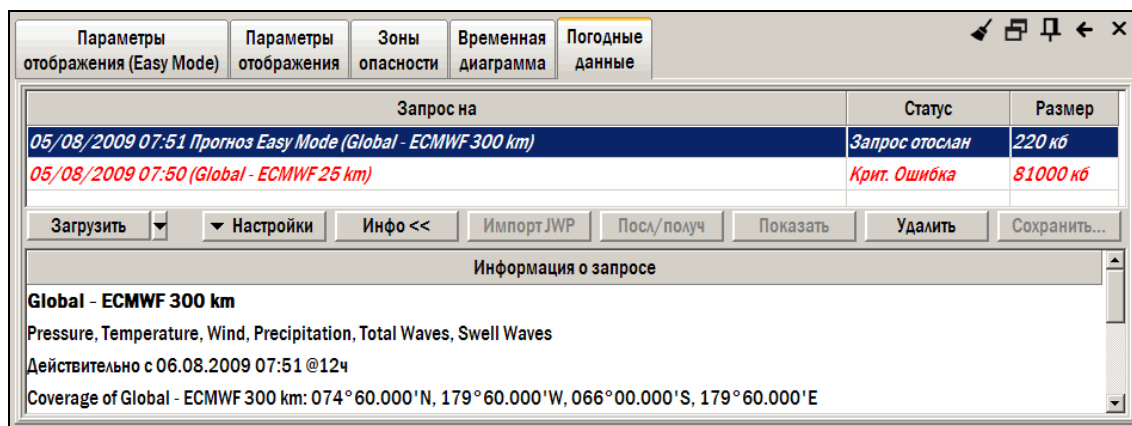 Параметры отображения (Easy Mode)
Параметры отображения
Зоны опасности
Временная диаграмма
Погодные данные
Запрос на Статус Размер
05/08/2009 07:51 Прогноз Easy Mode (Global - ECMWF 300 km) Запрос отослан 220 кб
05/08/2009 07:50 (Global - ECMWF 25 km) Крит. Ошибка 81000 кб
Загрузить Настройки Инфо << Импорт JWP Посл/получ Показать Удалить Сохранить...
Информация о запросе
Global - ECMWF 300 km
Pressure, Temperature, Wind, Precipitation, Total Waves, Swell Waves
Действительно с 06.08.2009 07:51 @12ч
Coverage of Global - ECMWF 300 km: 074°60.000'N, 179°60.000'W, 066°00.000'S, 179°60.000'E